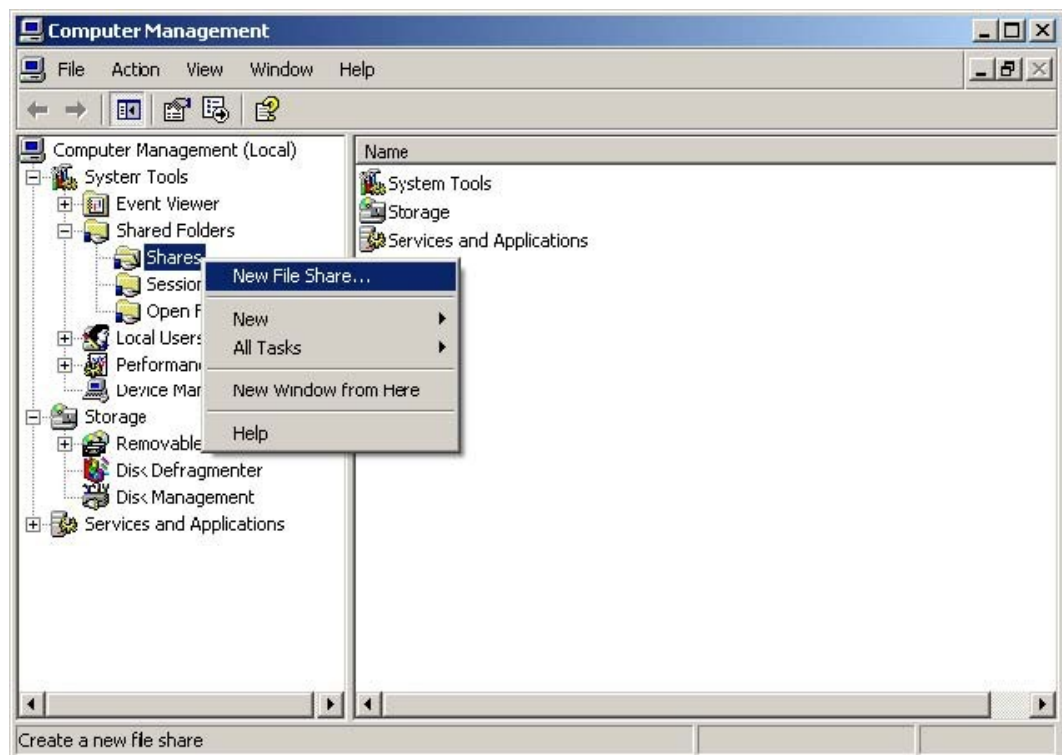 Computer Management
File Action View Window Help
Computer Management (Local)
System Tools
Event Viewer
Shared Folders
Shares
Session
Open F
Local Users
Performan
Device Mar
Storage
Removable
Disk Defragmenter
Disk Management
Services and Applications
New File Share...
New
All Tasks
New Window from Here
Help
Name
System Tools
Storage
Services and Applications
Create a new file share